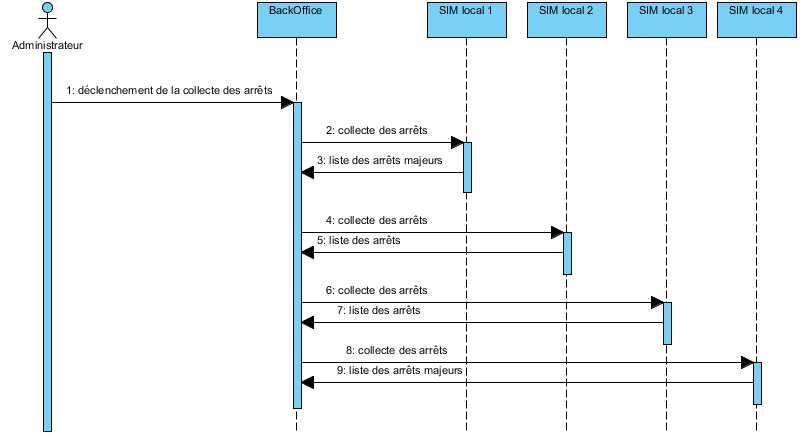 BackOffice
SIM local 1
SIM local 2
SIM local 3
SIM local 4
Administrateur
1: déclenchement de la collecte des arrêts
2: collecte des arrêts
3: liste des arrêts majeurs
4: collecte des arrêts
5: liste des arrêts
6: collecte des arrêts
7: liste des arrêts
8: collecte des arrêts
9: liste des arrêts majeurs